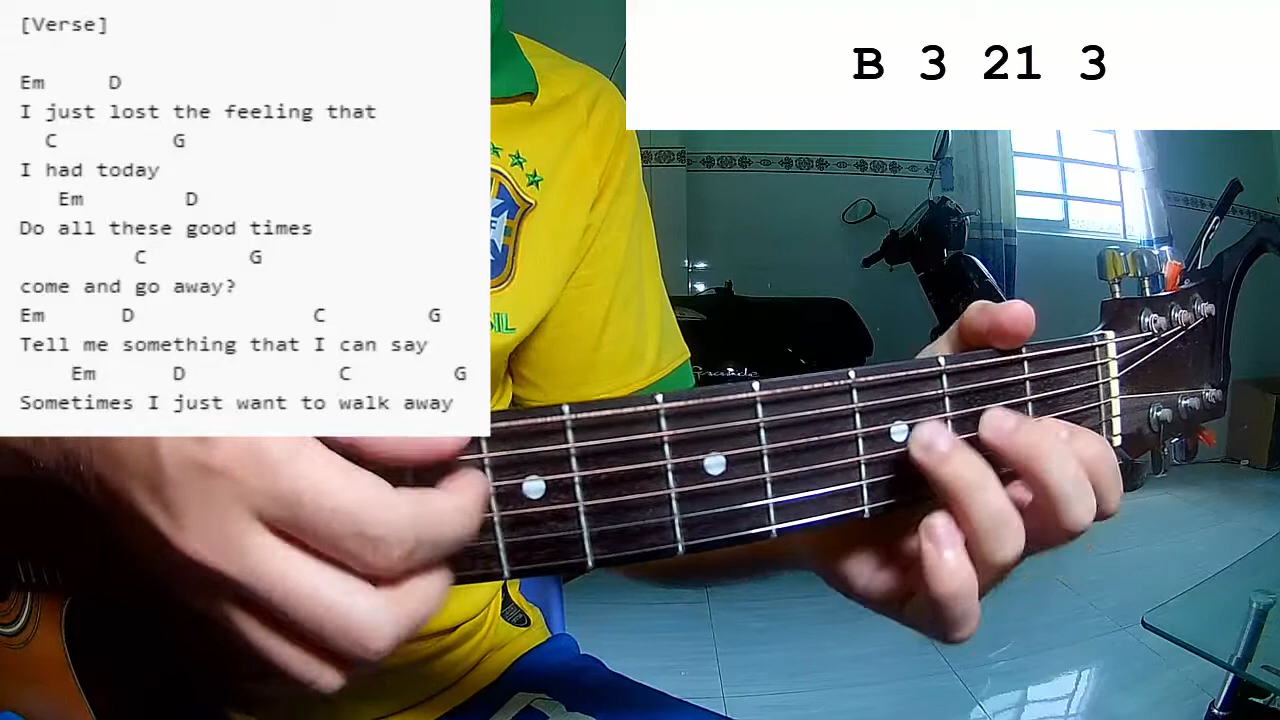 [Verse]
Em D
I just lost the feeling that
C G
I had today
Em D
Do all these good times
C G
come and go away?
Em D C G
Tell me something that I can say
Em D C G
Sometimes I just want to walk away
B 3 21 3
Grande